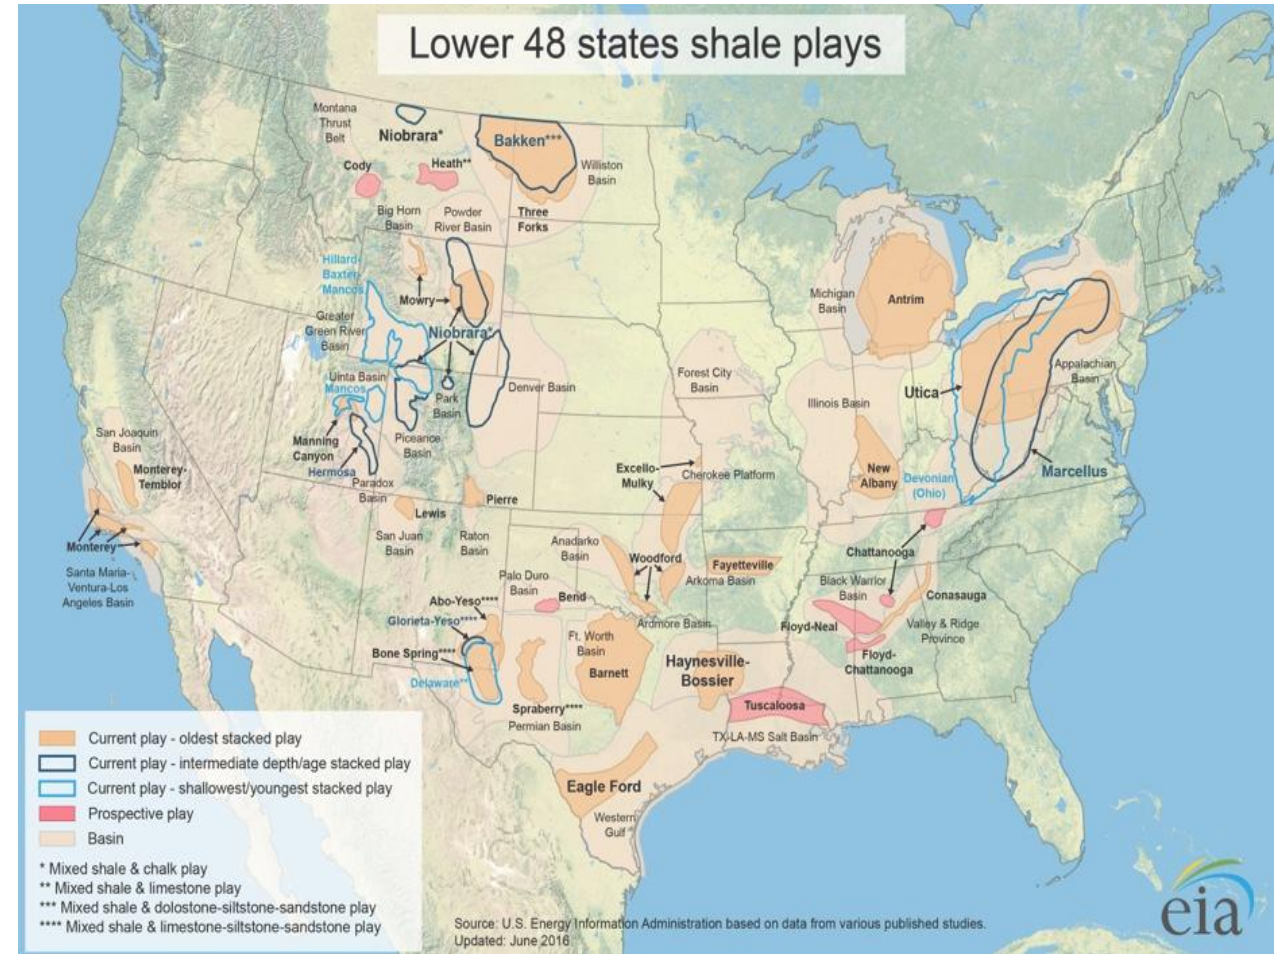 Lower 48 states shale plays
Montana
Thrust
Belt
Niobrara*
Bakken***
Cody
Heath**
Williston
Basin
Big Horn
Basin
Powder
River Basin
Three
Forks
Hillard-
Baxter-
Mancos
Mowry
Greater
Green River
Basin
Niobrara*
Michigan
Basin
Antrim
Uinta Basin
Mancos
Park
Basin
Denver Basin
Forest City
Basin
Illinois Basin
Utica
Appalachian
Basin
San Joaquin
Basin
Monterey-
Temblor
Manning
Canyon
Hermosa
Piceance
Basin
Paradox
Basin
Excello-
Mulky
Cherokee Platform
New
Albany
Devonian
(Ohio)
Marcellus
Pierre
Lewis
Monterey
San Juan
Basin
Raton
Basin
Anadarko
Basin
Woodford
Fayetteville
Arkoma Basin
Chattanooga
Santa Maria-
Ventura-Los
Angeles Basin
Palo Duro
Basin
Bend
Black Warrior
Basin
Conasauga
Abo-Yeso****
Glorieta-Yeso****
Ardmore Basin
Floyd-Neal
Valley & Ridge
Province
Bone Spring****
Delaware**
Ft. Worth
Basin
Barnett
Haynesville-
Bossier
Floyd-
Chattanooga
Spraberry****
Permian Basin
Tuscaloosa
TX-LA-MS Salt Basin
Eagle Ford
Western
Gulf
Current play - oldest stacked play
Current play - intermediate depth/age stacked play
Current play - shallowest/youngest stacked play
Prospective play
Basin
* Mixed shale & chalk play
** Mixed shale & limestone play
*** Mixed shale & dolostone-siltstone-sandstone play
**** Mixed shale & limestone-siltstone-sandstone play
Source: U.S. Energy Information Administration based on data from various published studies.
Updated: June 2016
eia